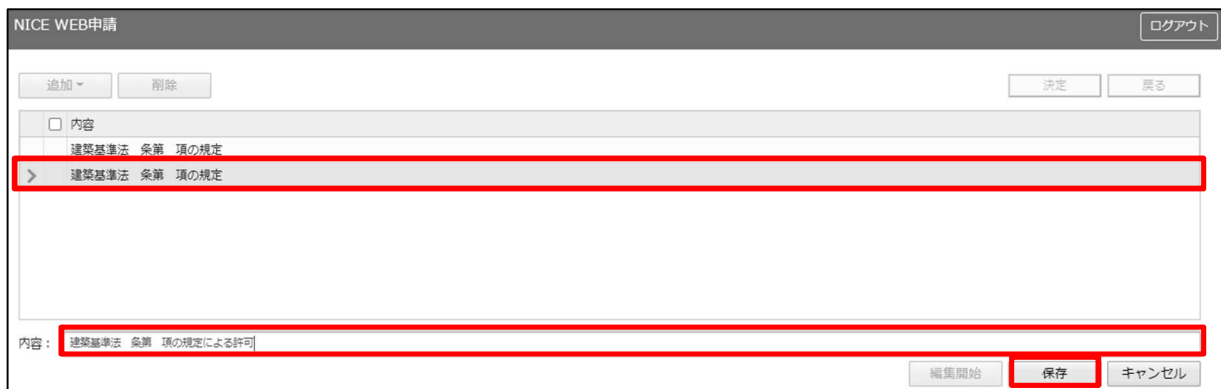 NICE WEB申請 ログアウト
追加 削除 決定 戻る
内容
建築基準法　条第　項の規定
建築基準法　条第　項の規定
内容： 建築基準法　条第　項の規定による許可
編集開始 保存 キャンセル